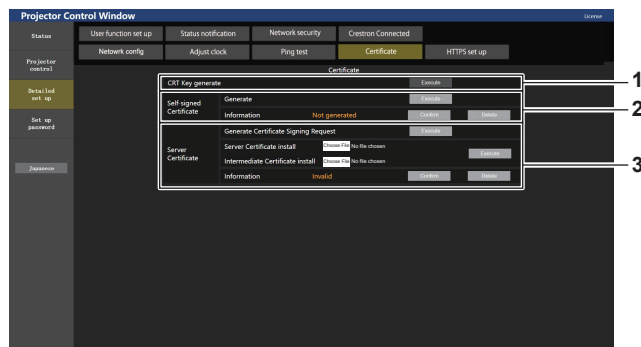 Projector Control Window
License
Status
Projector
control
Detailed
set up
Set up
password
Japanese
User function set up
Status notification
Network security
Crestron Connected
Netowrk config
Adjust clock
Ping test
Certificate
HTTPS set up
Certificate
CRT Key generate
Execute
1
Self-signed
Certificate
Generate
Execute
Information
Not generated
Confirm
Delete
2
Server
Certificate
Generate Certificate Signing Request
Execute
Server Certificate install
Choose File No file chosen
Intermediate Certificate install
Choose File No file chosen
Execute
Information
Invalid
Confirm
Delete
3